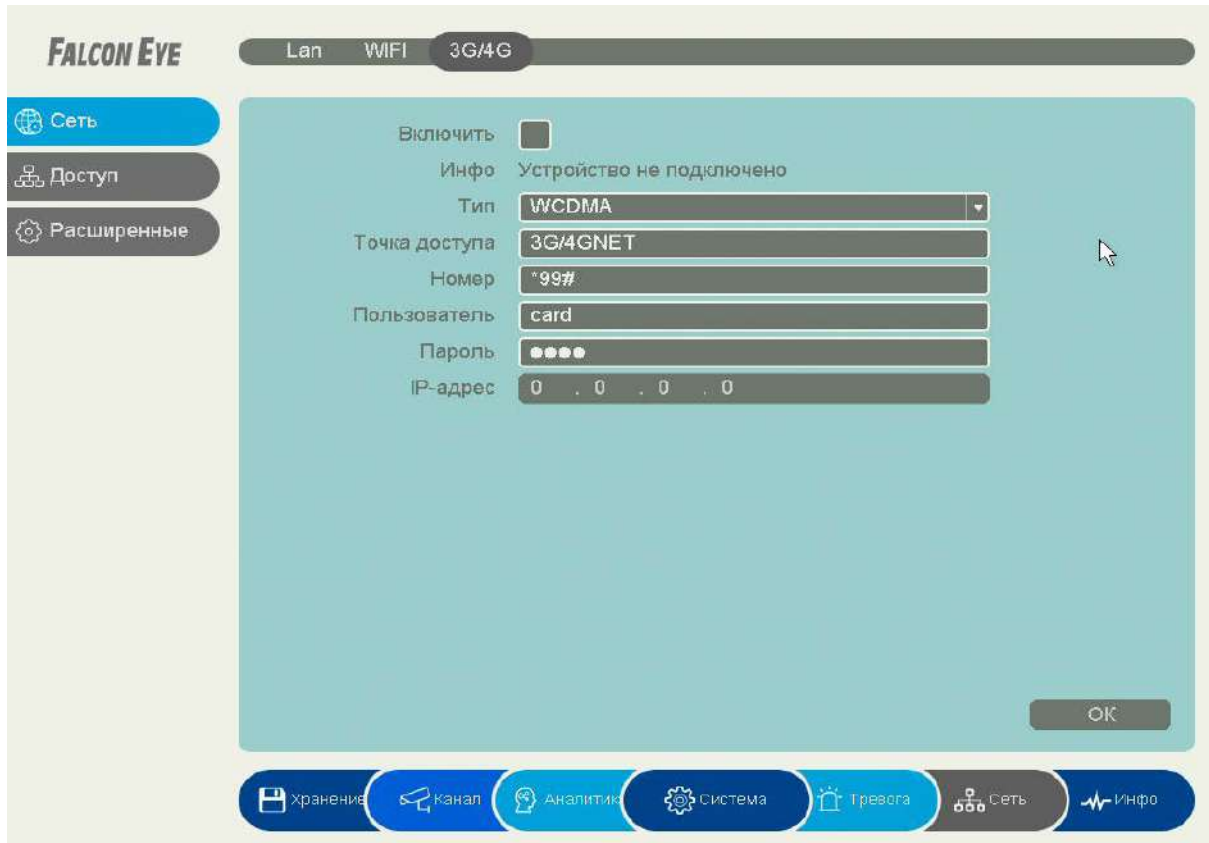 FALCON EYE
Lan WIFI 3G/4G
Сеть
Доступ
Расширенные
Включить
Инфо Устройство не подключено
Тип WCDMA
Точка доступа 3G/4GNET
Номер *99#
Пользователь card
Пароль ●●●●
IP-адрес 0 . 0 . 0 . 0
OK
Хранение Канал Аналитик Система Тревога Сеть Инфо